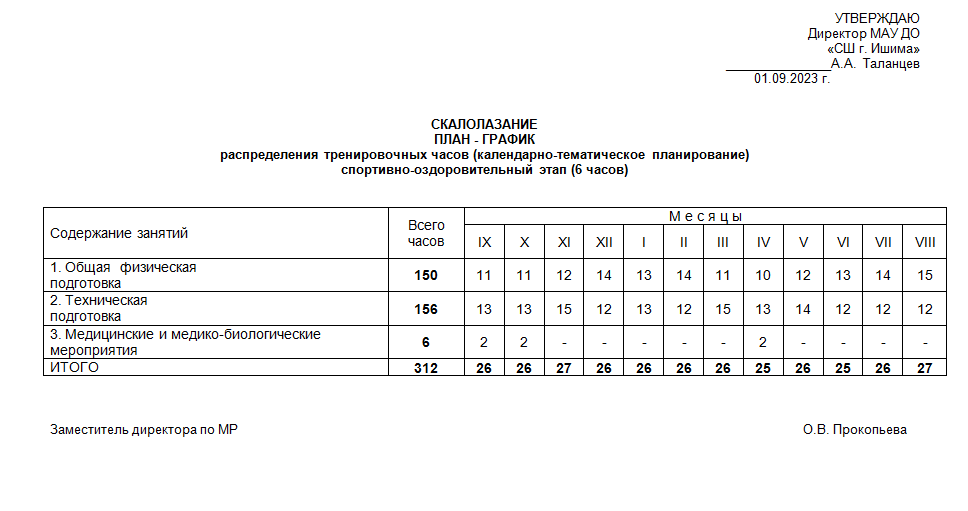 УТВЕРЖДАЮ
Директор МАУ ДО
«СШ г. Ишима»
_______________А.А. Таланцев
01.09.2023 г.
СКАЛОЛАЗАНИЕ
ПЛАН - ГРАФИК
распределения тренировочных часов (календарно-тематическое планирование)
спортивно-оздоровительный этап (6 часов)
Содержание занятий Всего часов М е с я ц ы
IX X XI XII I II III IV V VI VII VIII
1. Общая физическая
подготовка 150 11 11 12 14 13 14 11 10 12 13 14 15
2. Техническая
подготовка 156 13 13 15 12 13 12 15 13 14 12 12 12
3. Медицинские и медико-биологические
мероприятия 6 2 2 - - - - - 2 - - - -
ИТОГО 312 26 26 27 26 26 26 26 25 26 25 26 27
Заместитель директора по МР О.В. Прокопьева